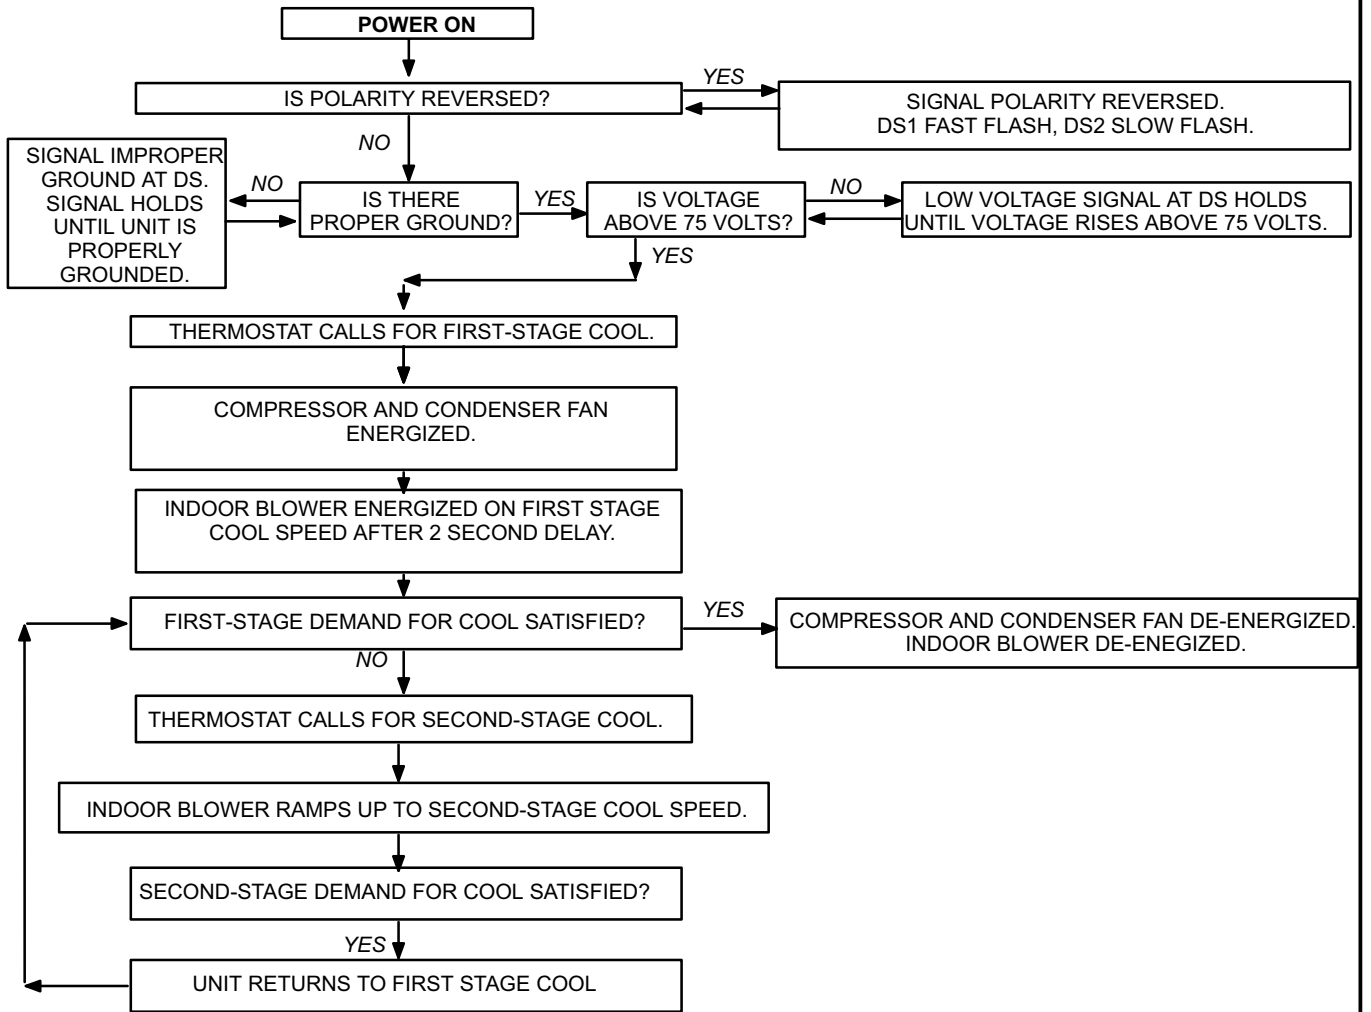 POWER ON
IS POLARITY REVERSED?
YES
SIGNAL POLARITY REVERSED.
DS1 FAST FLASH, DS2 SLOW FLASH.
NO
SIGNAL IMPROPER
GROUND AT DS.
SIGNAL HOLDS
UNTIL UNIT IS
PROPERLY
GROUNDED.
NO
IS THERE
PROPER GROUND?
YES
IS VOLTAGE
ABOVE 75 VOLTS?
NO
LOW VOLTAGE SIGNAL AT DS HOLDS
UNTIL VOLTAGE RISES ABOVE 75 VOLTS.
YES
THERMOSTAT CALLS FOR FIRST-STAGE COOL.
COMPRESSOR AND CONDENSER FAN
ENERGIZED.
INDOOR BLOWER ENERGIZED ON FIRST STAGE
COOL SPEED AFTER 2 SECOND DELAY.
FIRST-STAGE DEMAND FOR COOL SATISFIED?
YES
COMPRESSOR AND CONDENSER FAN DE-ENERGIZED.
INDOOR BLOWER DE-ENEGIZED.
NO
THERMOSTAT CALLS FOR SECOND-STAGE COOL.
INDOOR BLOWER RAMPS UP TO SECOND-STAGE COOL SPEED.
SECOND-STAGE DEMAND FOR COOL SATISFIED?
YES
UNIT RETURNS TO FIRST STAGE COOL